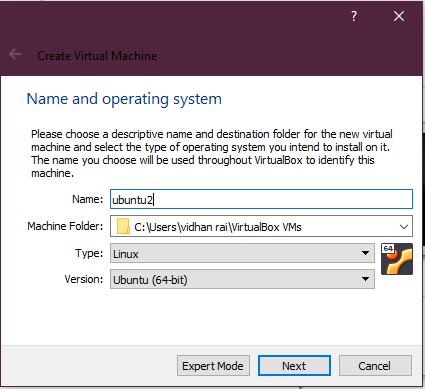 ?
Create Virtual Machine
Name and operating system
Please choose a descriptive name and destination folder for the new virtual
machine and select the type of operating system you intend to install on it.
The name you choose will be used throughout VirtualBox to identify this
machine.
Name: ubuntu2
Machine Folder: C:\Users\vidhan rai\VirtualBox VMs
Type: Linux
64
Version: Ubuntu (64-bit)
Expert Mode Next Cancel